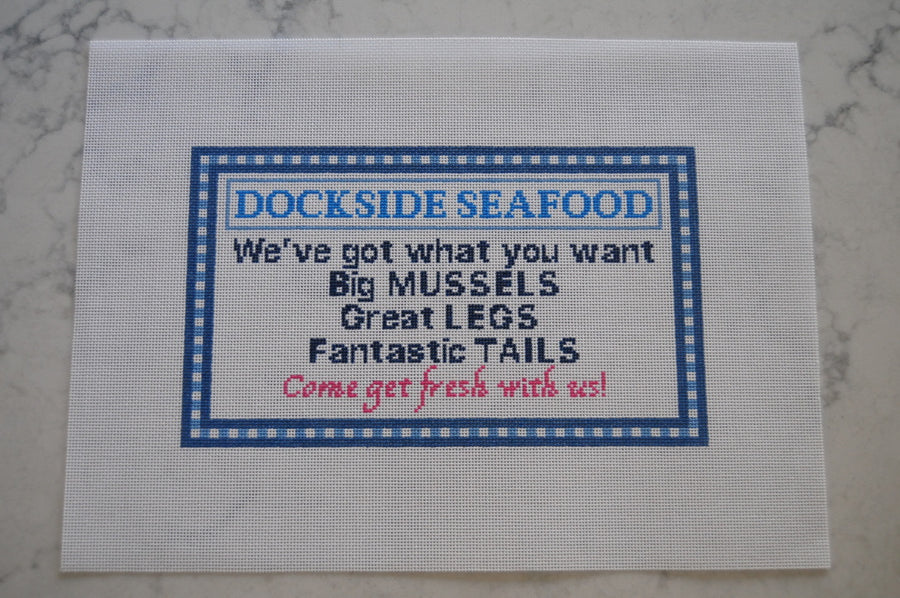 DOCKSIDE SEAFOOD
We've got what you want
Big MUSSELS
Great LEGS
Fantastic TAILS
Come get fresh with us!